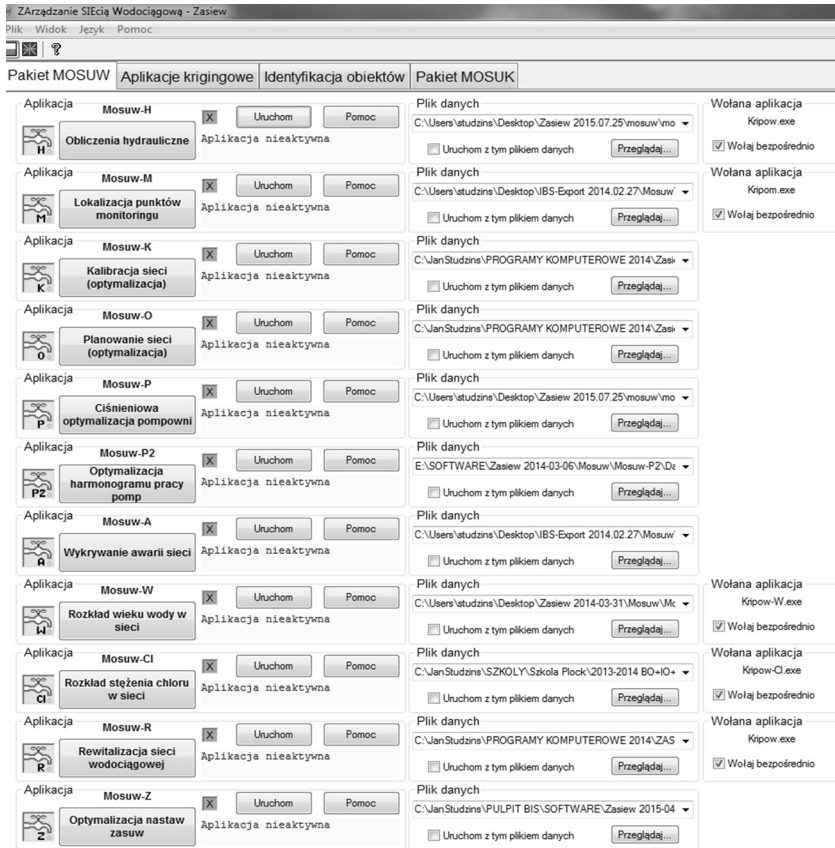 ZArządzanie SIEcią Wodociągową - Zasiew
Plik Widok Język Pomoc
Pakiet MOSUW Aplikacje krigingowe Identyfikacja obiektów Pakiet MOSUK
Aplikacja Plik danych Wołana aplikacja
Mosuw-H X Uruchom Pomoc C:\Users\studzins\Desktop\Zasiew 2015.07.25\mosuw\mo Kripow.exe
H Obliczenia hydrauliczne Aplikacja nieaktywna Uruchom z tym plikiem danych Przeglądaj... Wołaj bezpośrednio
Aplikacja Plik danych Wołana aplikacja
Mosuw-M X Uruchom Pomoc C:\Users\studzins\Desktop\IBS-Export 2014.02.27\Mosuw\ Kripom.exe
M Lokalizacja punktów Aplikacja nieaktywna Wołaj bezpośrednio
monitoringu Uruchom z tym plikiem danych Przeglądaj...
Aplikacja Plik danych
Mosuw-K X Uruchom Pomoc C:\JanStudzins\PROGRAMY KOMPUTEROWE 2014\Zasi
K Kalibracja sieci Aplikacja nieaktywna
(optymalizacja) Uruchom z tym plikiem danych Przeglądaj...
Aplikacja Plik danych
Mosuw-O X Uruchom Pomoc C:\JanStudzins\PROGRAMY KOMPUTEROWE 2014\Zasi
O Planowanie sieci Aplikacja nieaktywna
(optymalizacja) Uruchom z tym plikiem danych Przeglądaj...
Aplikacja Plik danych
Mosuw-P X Uruchom Pomoc C:\Users\studzins\Desktop\Zasiew 2015.07.25\mosuw\mo
P Ciśnieniowa Aplikacja nieaktywna
optymalizacja pompowni Uruchom z tym plikiem danych Przeglądaj...
Aplikacja Plik danych
Mosuw-P2 X Uruchom Pomoc E:\SOFTWARE\Zasiew 2014-03-06\Mosuw\Mosuw-P2\Da
P2 Optymalizacja Aplikacja nieaktywna
harmonogramu pracy Uruchom z tym plikiem danych Przeglądaj...
pomp
Aplikacja Plik danych
Mosuw-A X Uruchom Pomoc C:\Users\studzins\Desktop\IBS-Export 2014.02.27\Mosuw\
A Wykrywanie awarii sieci Aplikacja nieaktywna Uruchom z tym plikiem danych Przeglądaj...
Aplikacja Plik danych Wołana aplikacja
Mosuw-W X Uruchom Pomoc C:\Users\studzins\Desktop\Zasiew 2014-03-31\Mosuw\Mc Kripow-W.exe
W Rozkład wieku wody w Aplikacja nieaktywna Wołaj bezpośrednio
sieci Uruchom z tym plikiem danych Przeglądaj...
Aplikacja Plik danych Wołana aplikacja
Mosuw-Cl X Uruchom Pomoc C:\JanStudzins\SZKOLY\Szkola Plock\2013-2014 BO+IO+ Kripow-Cl.exe
Cl Rozkład stężenia chloru Aplikacja nieaktywna Wołaj bezpośrednio
w sieci Uruchom z tym plikiem danych Przeglądaj...
Aplikacja Plik danych Wołana aplikacja
Mosuw-R X Uruchom Pomoc C:\JanStudzins\PROGRAMY KOMPUTEROWE 2014\ZAS Kripow.exe
R Rewitalizacja sieci Aplikacja nieaktywna Wołaj bezpośrednio
wodociągowej Uruchom z tym plikiem danych Przeglądaj...
Aplikacja Plik danych
Mosuw-Z X Uruchom Pomoc C:\JanStudzins\PULPIT BIS\SOFTWARE\Zasiew 2015-04
Z Optymalizacja nastaw Aplikacja nieaktywna
zasuw Uruchom z tym plikiem danych Przeglądaj...